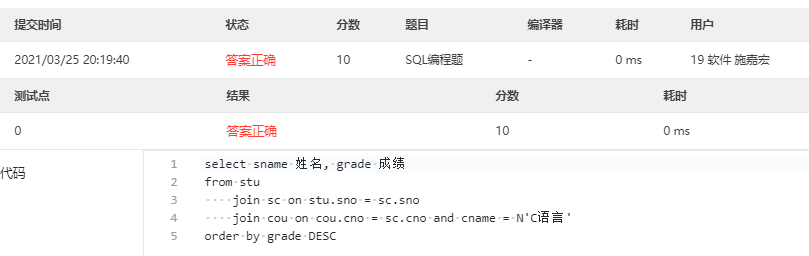 提交时间 状态 分数 题目 编译器 耗时 用户
2021/03/25 20:19:40 答案正确 10 SQL编程题 - 0 ms 19 软件 施嘉宏
测试点 结果 分数 耗时
0 答案正确 10 0 ms
代码
1 select sname 姓名, grade 成绩
2 from stu
3 ····join sc on stu.sno = sc.sno
4 ····join cou on cou.cno = sc.cno and cname = N'C语言'
5 order by grade DESC